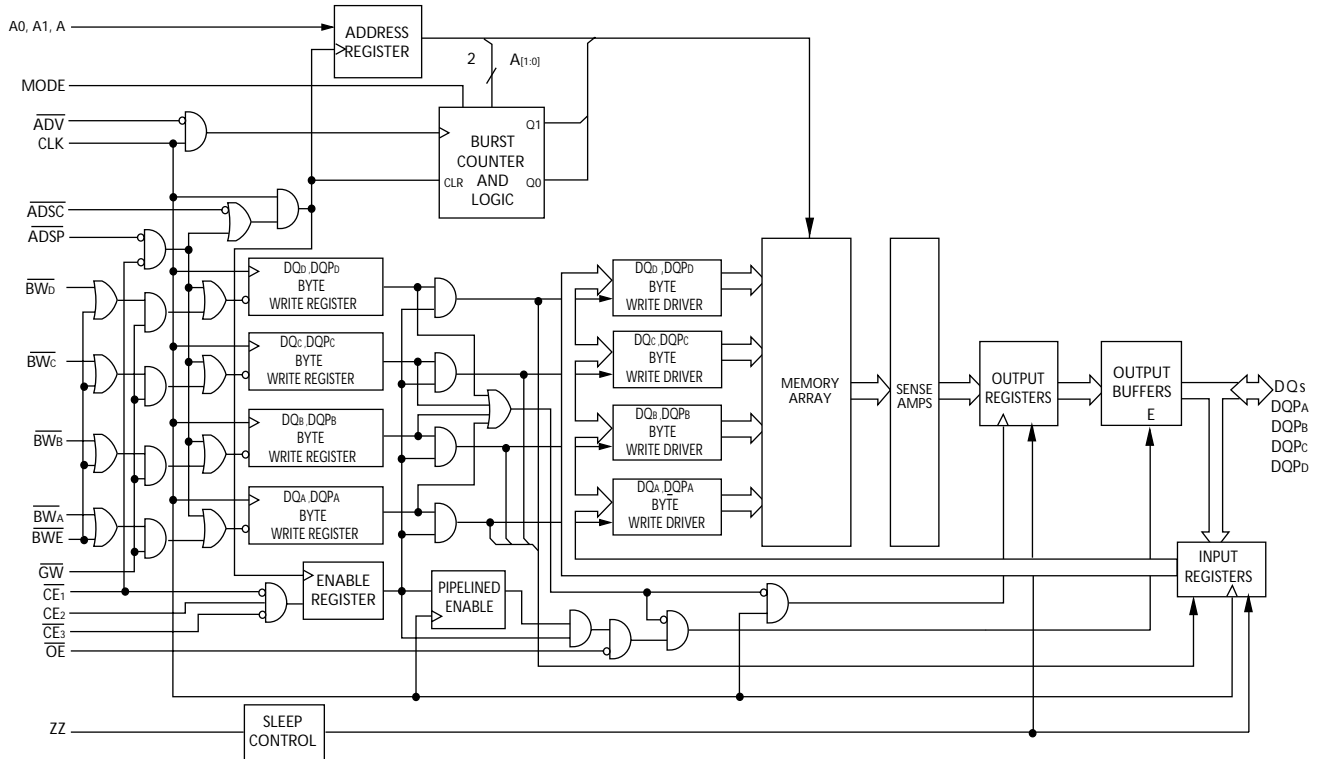 A0, A1, A
ADDRESS
REGISTER
2
A[1:0]
MODE
ADV
CLK
BURST
COUNTER
AND
LOGIC
Q1
CLR
Q0
ADSC
ADSP
BWD
DQD,DQPD
BYTE
WRITE REGISTER
DQD,DQPD
BYTE
WRITE DRIVER
BWC
DQC,DQPC
BYTE
WRITE REGISTER
DQC,DQPC
BYTE
WRITE DRIVER
MEMORY
ARRAY
SENSE
AMPS
OUTPUT
REGISTERS
OUTPUT
BUFFERS
E
DQs
DQPA
DQPB
DQPC
DQPD
BWB
DQB,DQPB
BYTE
WRITE REGISTER
DQB,DQPB
BYTE
WRITE DRIVER
BWA
BWE
DQA,DQPA
BYTE
WRITE REGISTER
DQA,DQPA
BYTE
WRITE DRIVER
GW
CE1
CE2
CE3
OE
ENABLE
REGISTER
PIPELINED
ENABLE
INPUT
REGISTERS
ZZ
SLEEP
CONTROL